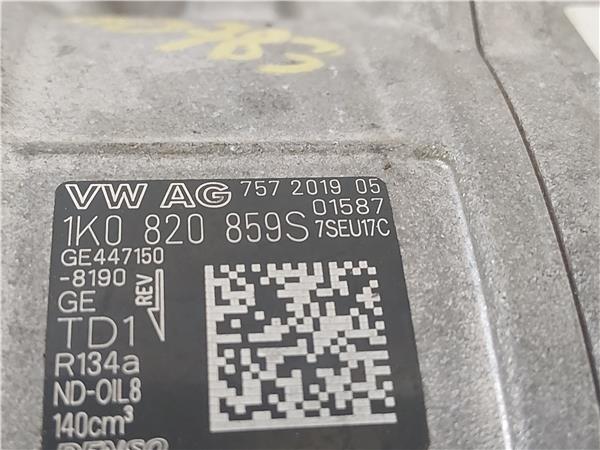 VW AG 757 2019 05
01587
1K0 820 859S 7SEU17C
GE447150
-8190
REV
GE
TD1
R134a
ND-OIL8
140cm³
DENSO